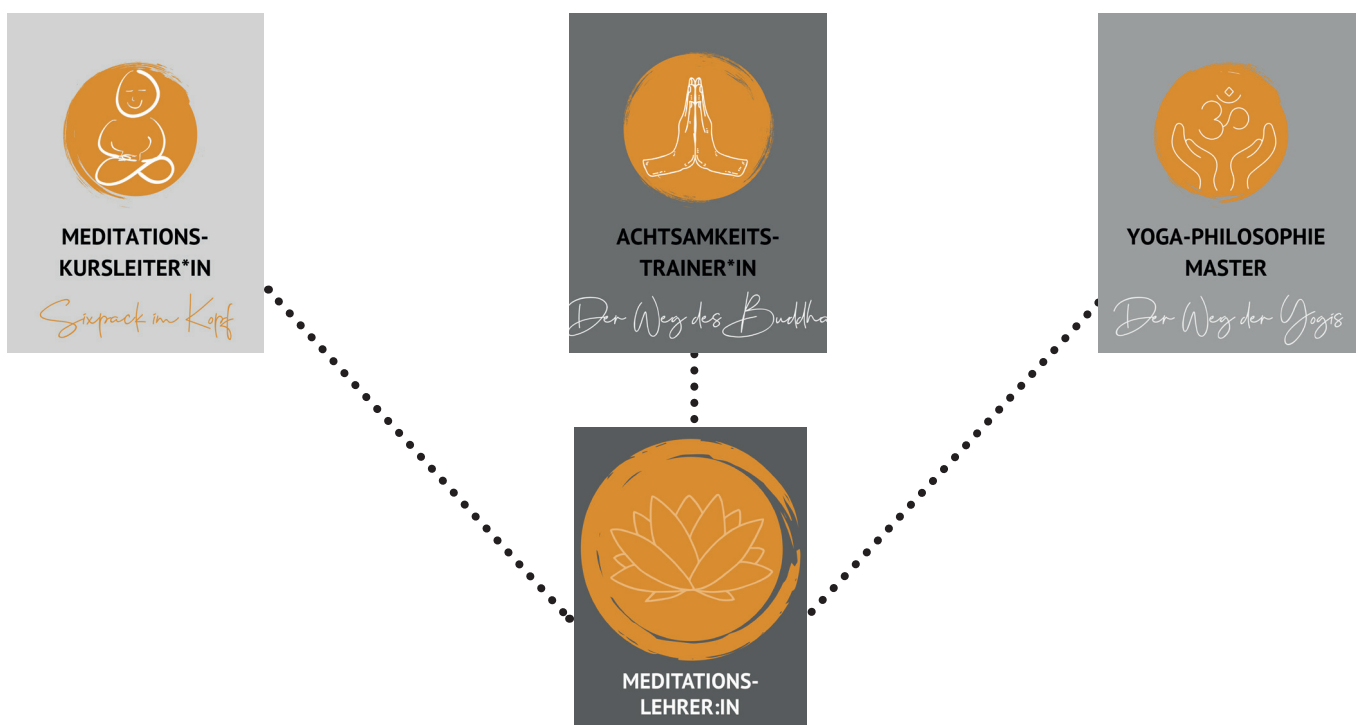 MEDITATIONS-
KURSLEITER*IN
Sixpack im Kopf
ACHTSAMKEITS-
TRAINER*IN
Der Weg des Buddha
YOGA-PHILOSOPHIE
MASTER
Der Weg der Yogis
MEDITATIONS-
LEHRER:IN